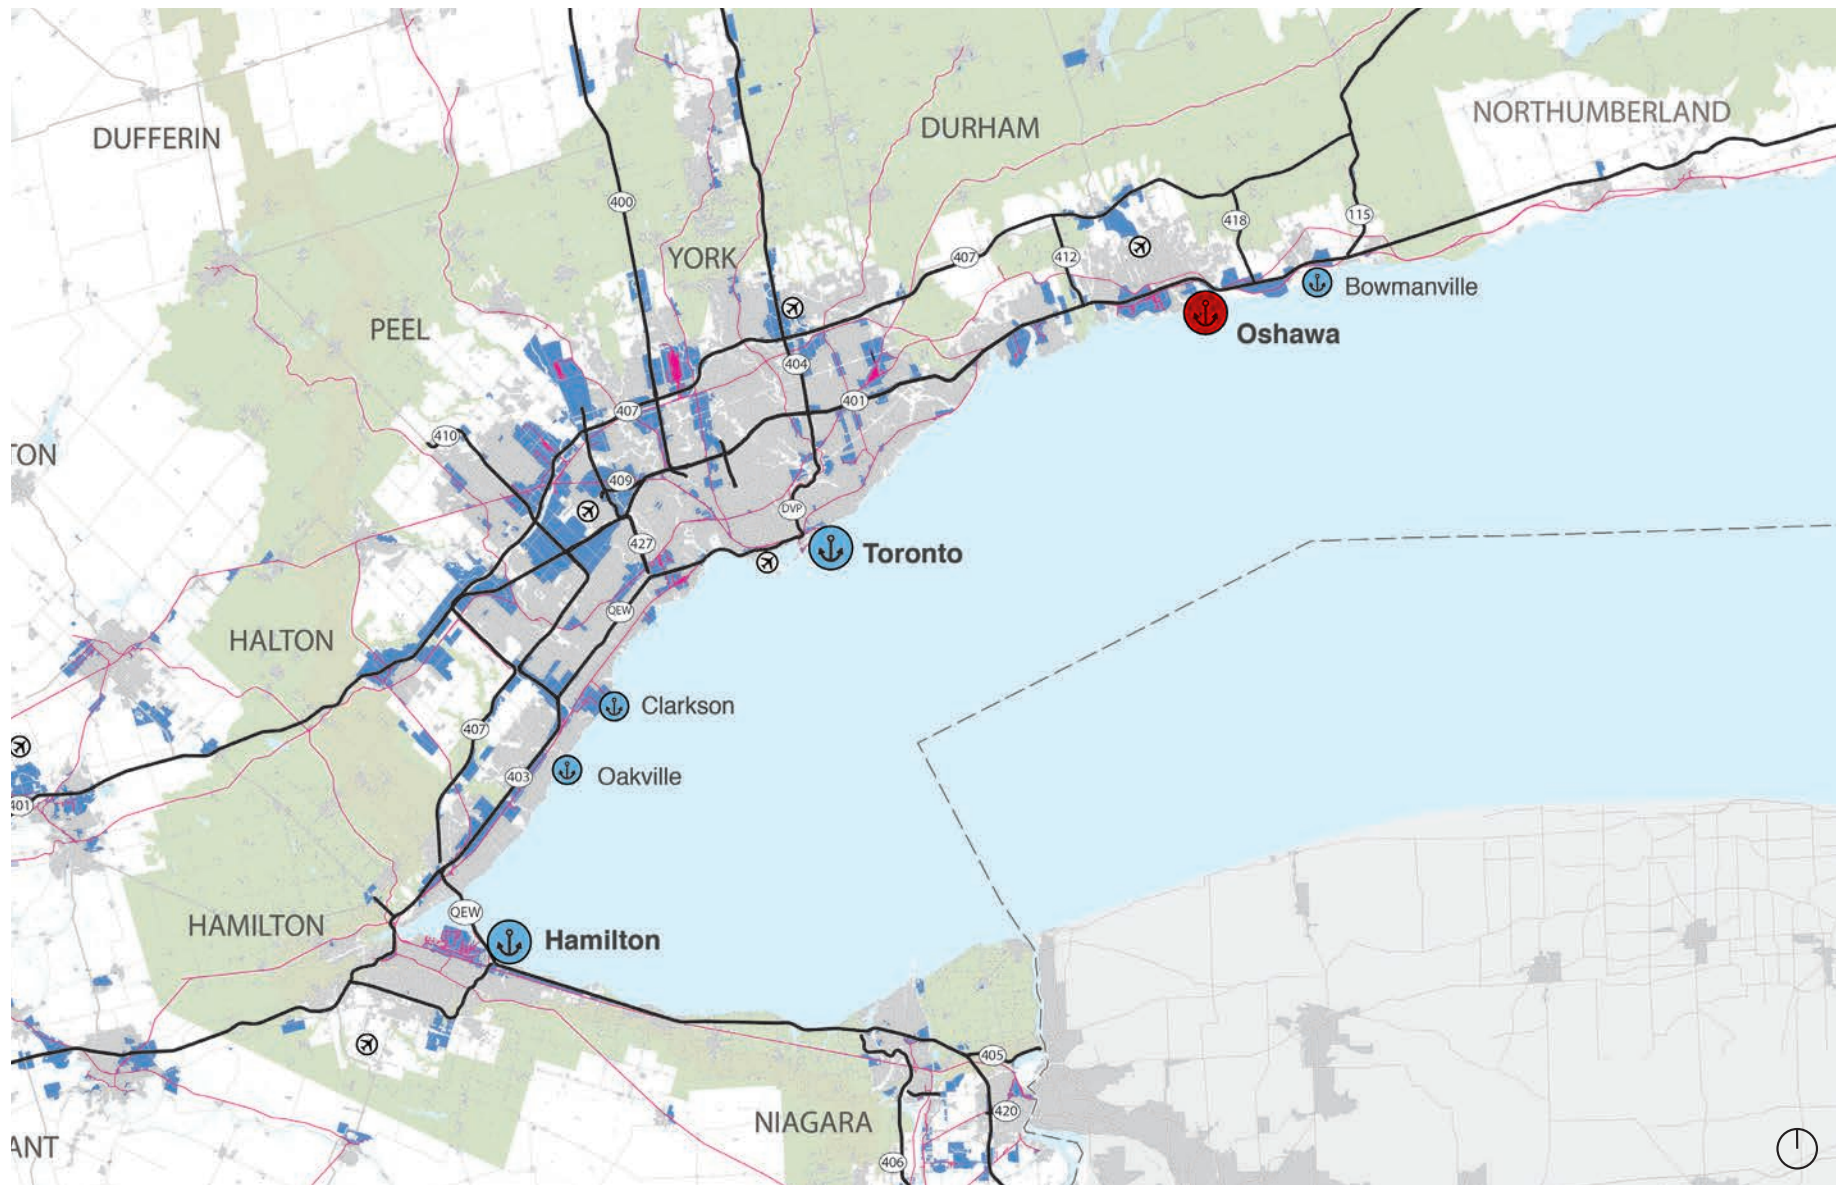 DUFFERIN
DURHAM
NORTHUMBERLAND
400
418
115
YORK
407
412
Bowmanville
PEEL
Oshawa
404
407
401
410
TON
409
DVP
427
Toronto
QEW
HALTON
Clarkson
407
403
Oakville
401
QEW
HAMILTON
Hamilton
405
420
NIAGARA
ANT
406